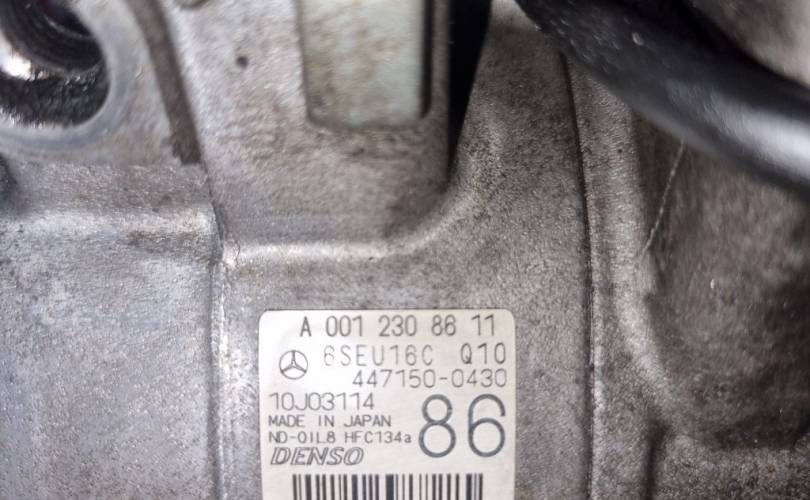 A 001 230 86 11
6SEU16C Q10
447150-0430
10J03114
MADE IN JAPAN
ND-OIL8 HFC134a
86
DENSO